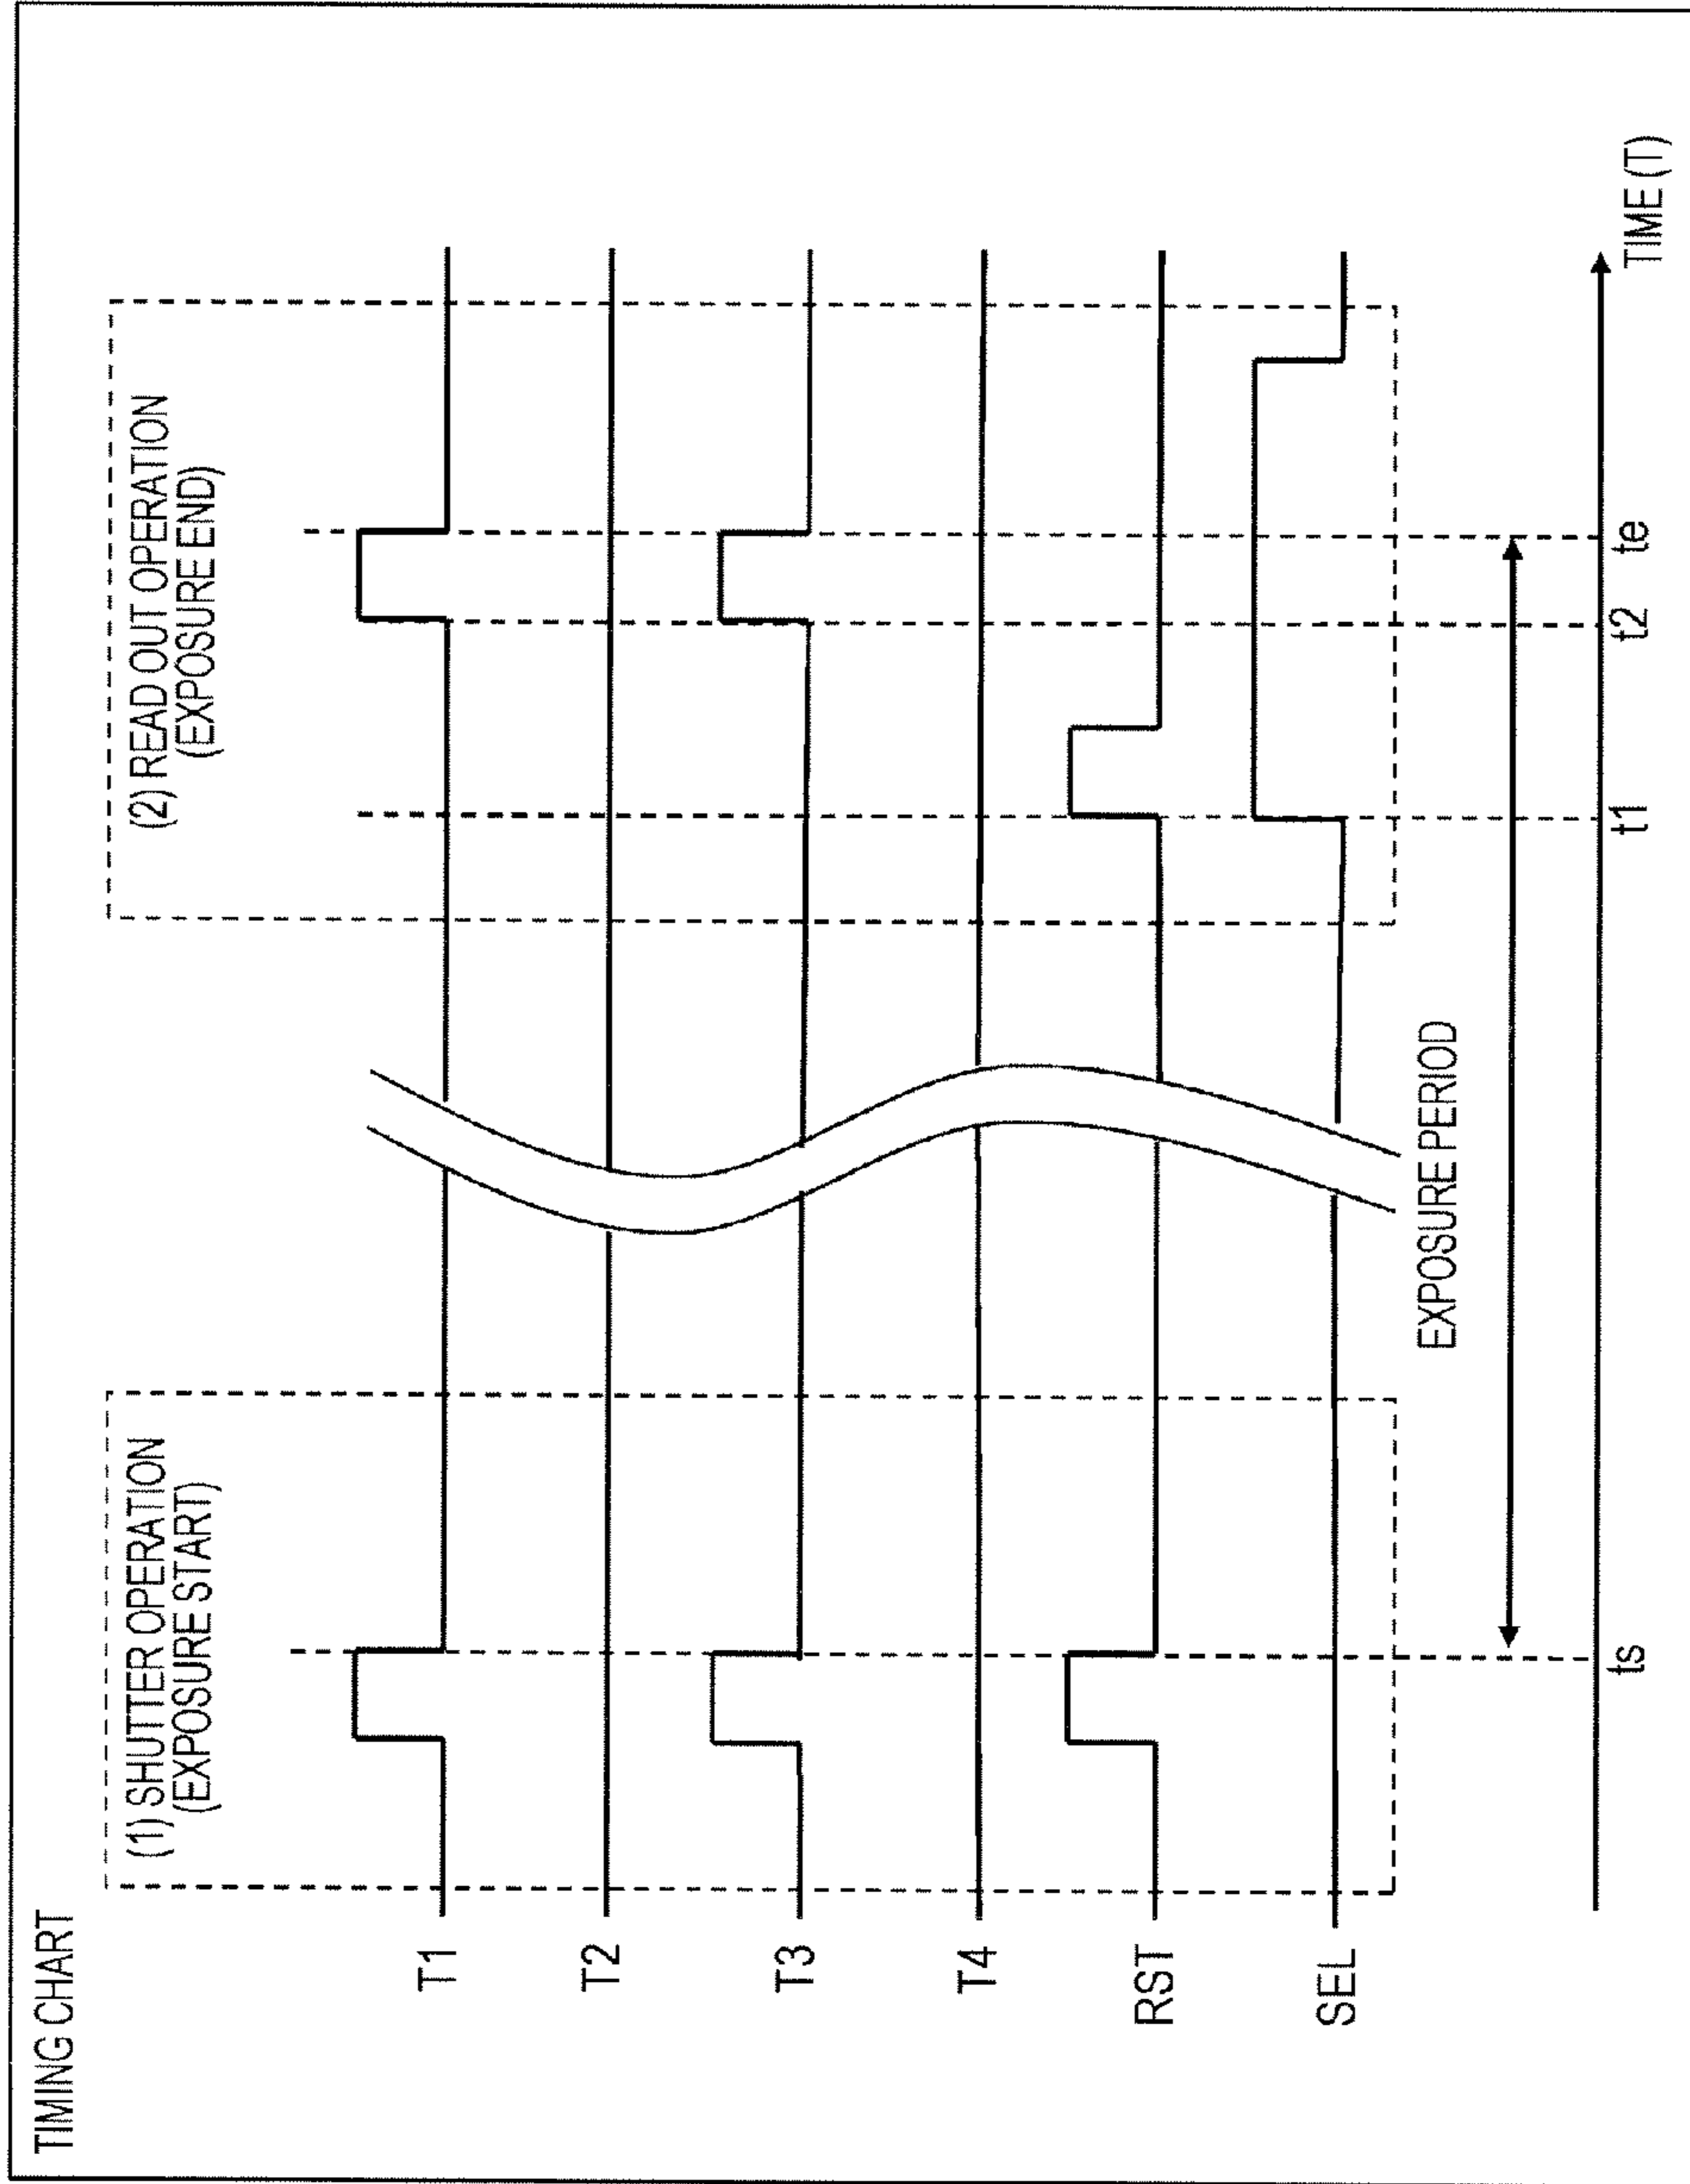 TIMING CHART
(1) SHUTTER OPERATION
(EXPOSURE START)
(2) READ OUT OPERATION
(EXPOSURE END)
T1
T2
T3
T4
RST
SEL
EXPOSURE PERIOD
ts
t1
t2
te
TIME (T)